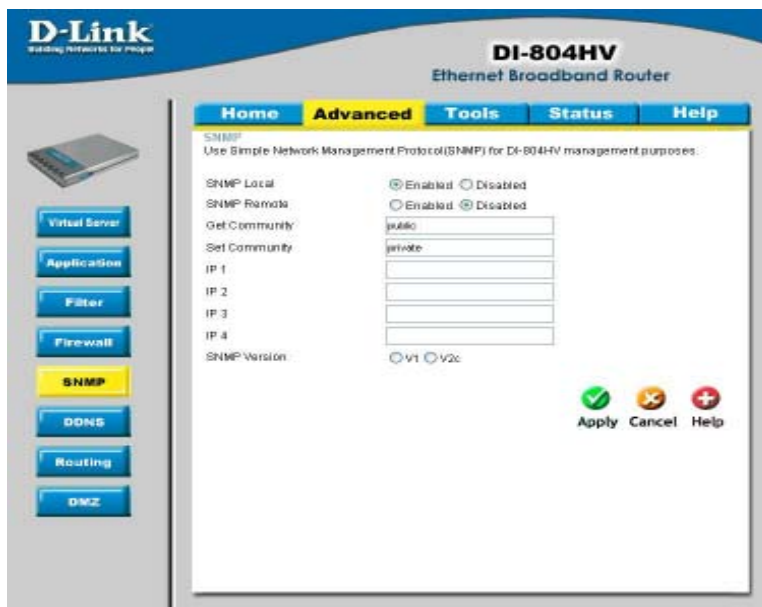 D-Link
Building Networks for People
DI-804HV
Ethernet Broadband Router
Home Advanced Tools Status Help
SNMP
Use Simple Network Management Protocol(SNMP) for DI-804HV management purposes.
SNMP Local Enabled Disabled
SNMP Remote Enabled Disabled
Get Community public
Set Community private
IP 1
IP 2
IP 3
IP 4
SNMP Version V1 V2c
Apply Cancel Help
Virtual Server
Application
Filter
Firewall
SNMP
DDNS
Routing
DMZ